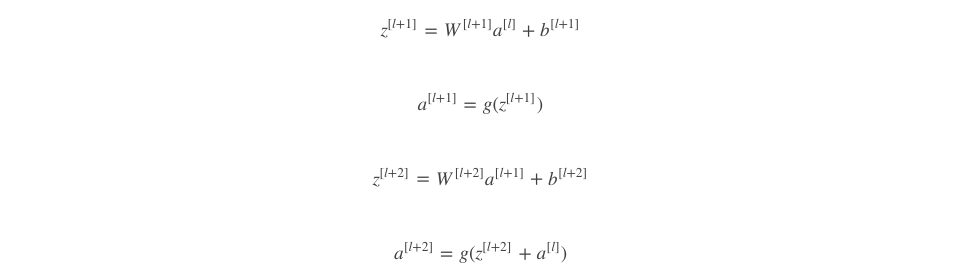 z^{[l+1]} = W^{[l+1]}a^{[l]} + b^{[l+1]}
a^{[l+1]} = g(z^{[l+1]})
z^{[l+2]} = W^{[l+2]}a^{[l+1]} + b^{[l+2]}
a^{[l+2]} = g(z^{[l+2]} + a^{[l]})